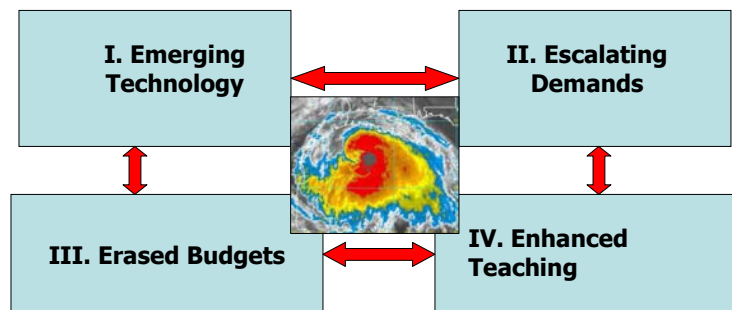 I. Emerging
Technology
II. Escalating
Demands
III. Erased Budgets
IV. Enhanced
Teaching